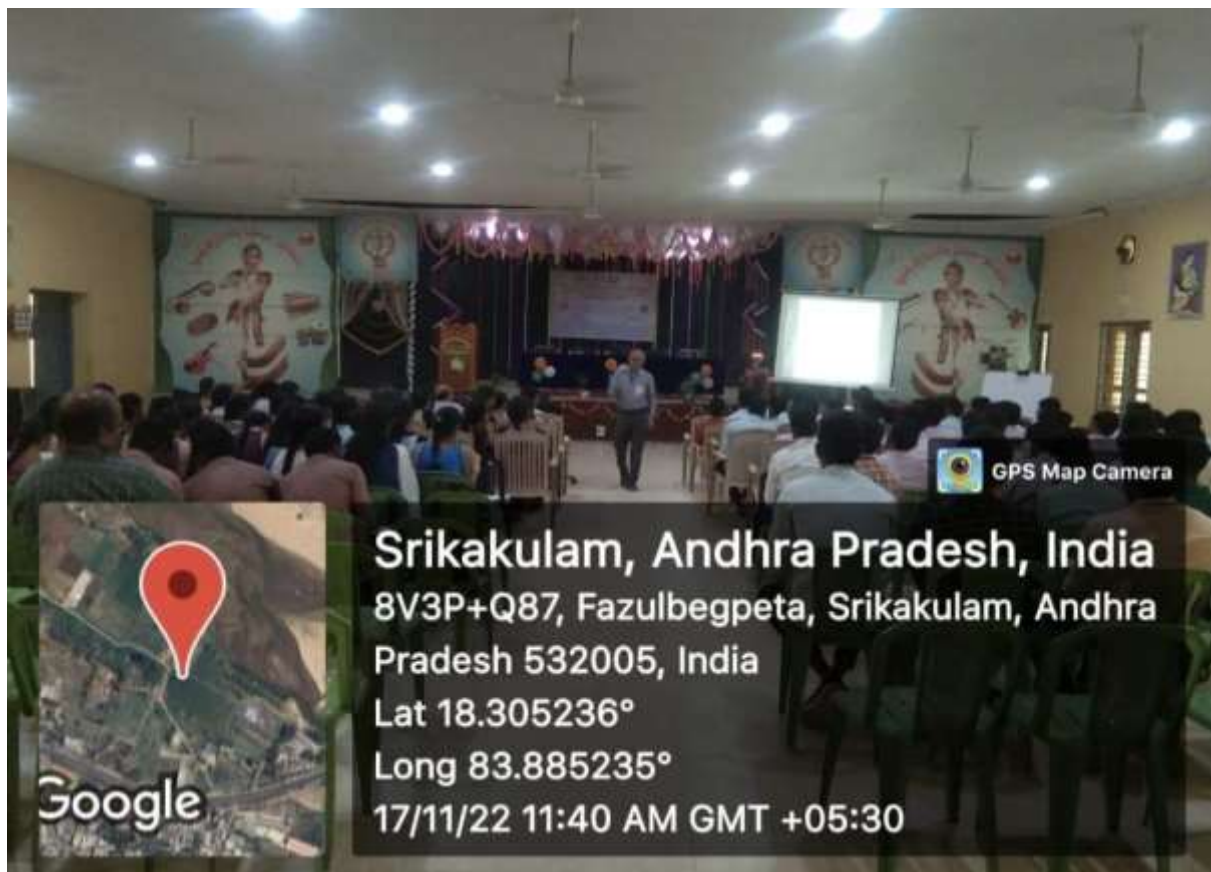 GPS Map Camera
Srikakulam, Andhra Pradesh, India
8V3P+Q87, Fazulbegpeta, Srikakulam, Andhra
Pradesh 532005, India
Lat 18.305236°
Long 83.885235°
17/11/22 11:40 AM GMT +05:30
Google